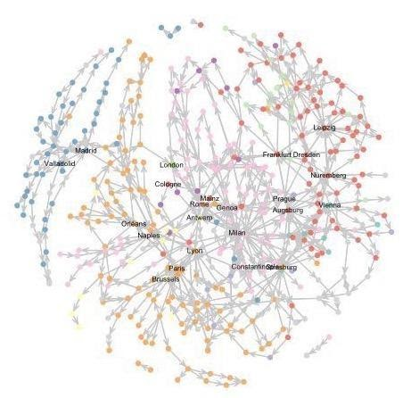 Leipzig
Madrid
Frankfurt Dresden
Valladolid
London
Nuremberg
Cologne
Mainz
Prague
Rome
Genoa
Vienna
Augsburg
Antwerp
Orleans
Naples
Milan
Lyon
Paris
Constantinople
Brussels